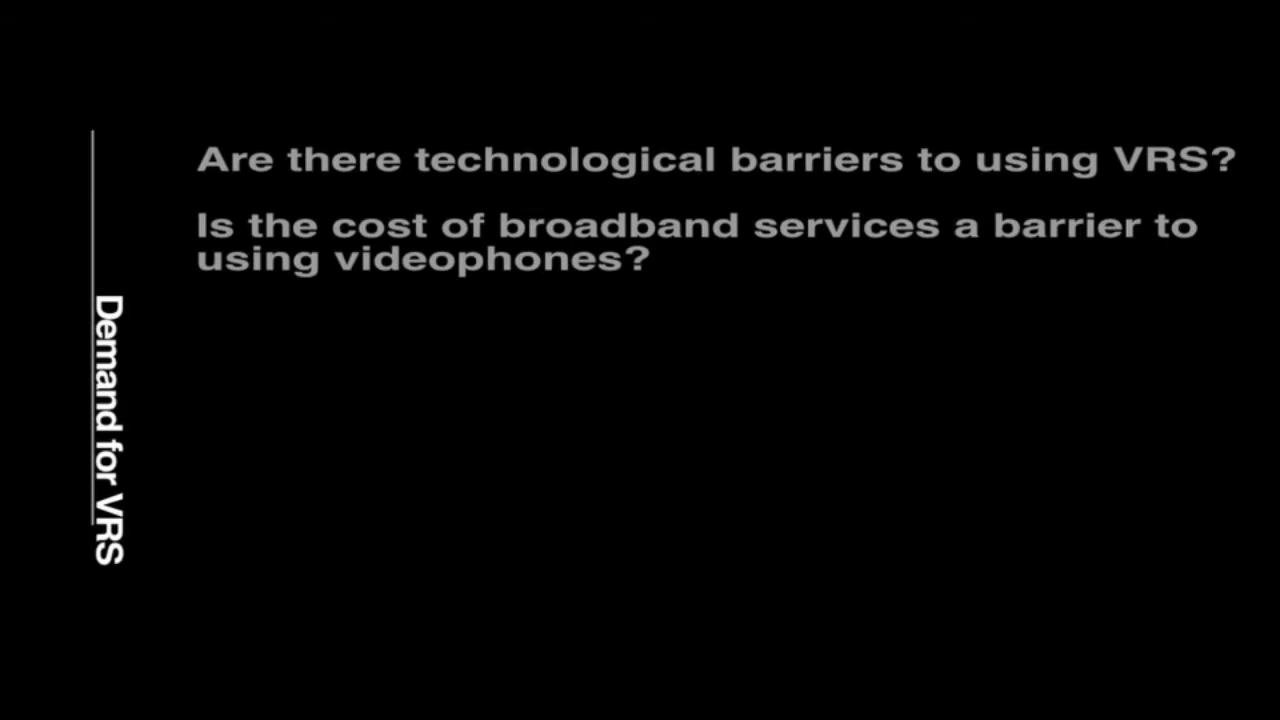 Are there technological barriers to using VRS?
Is the cost of broadband services a barrier to
using videophones?
Demand for VRS